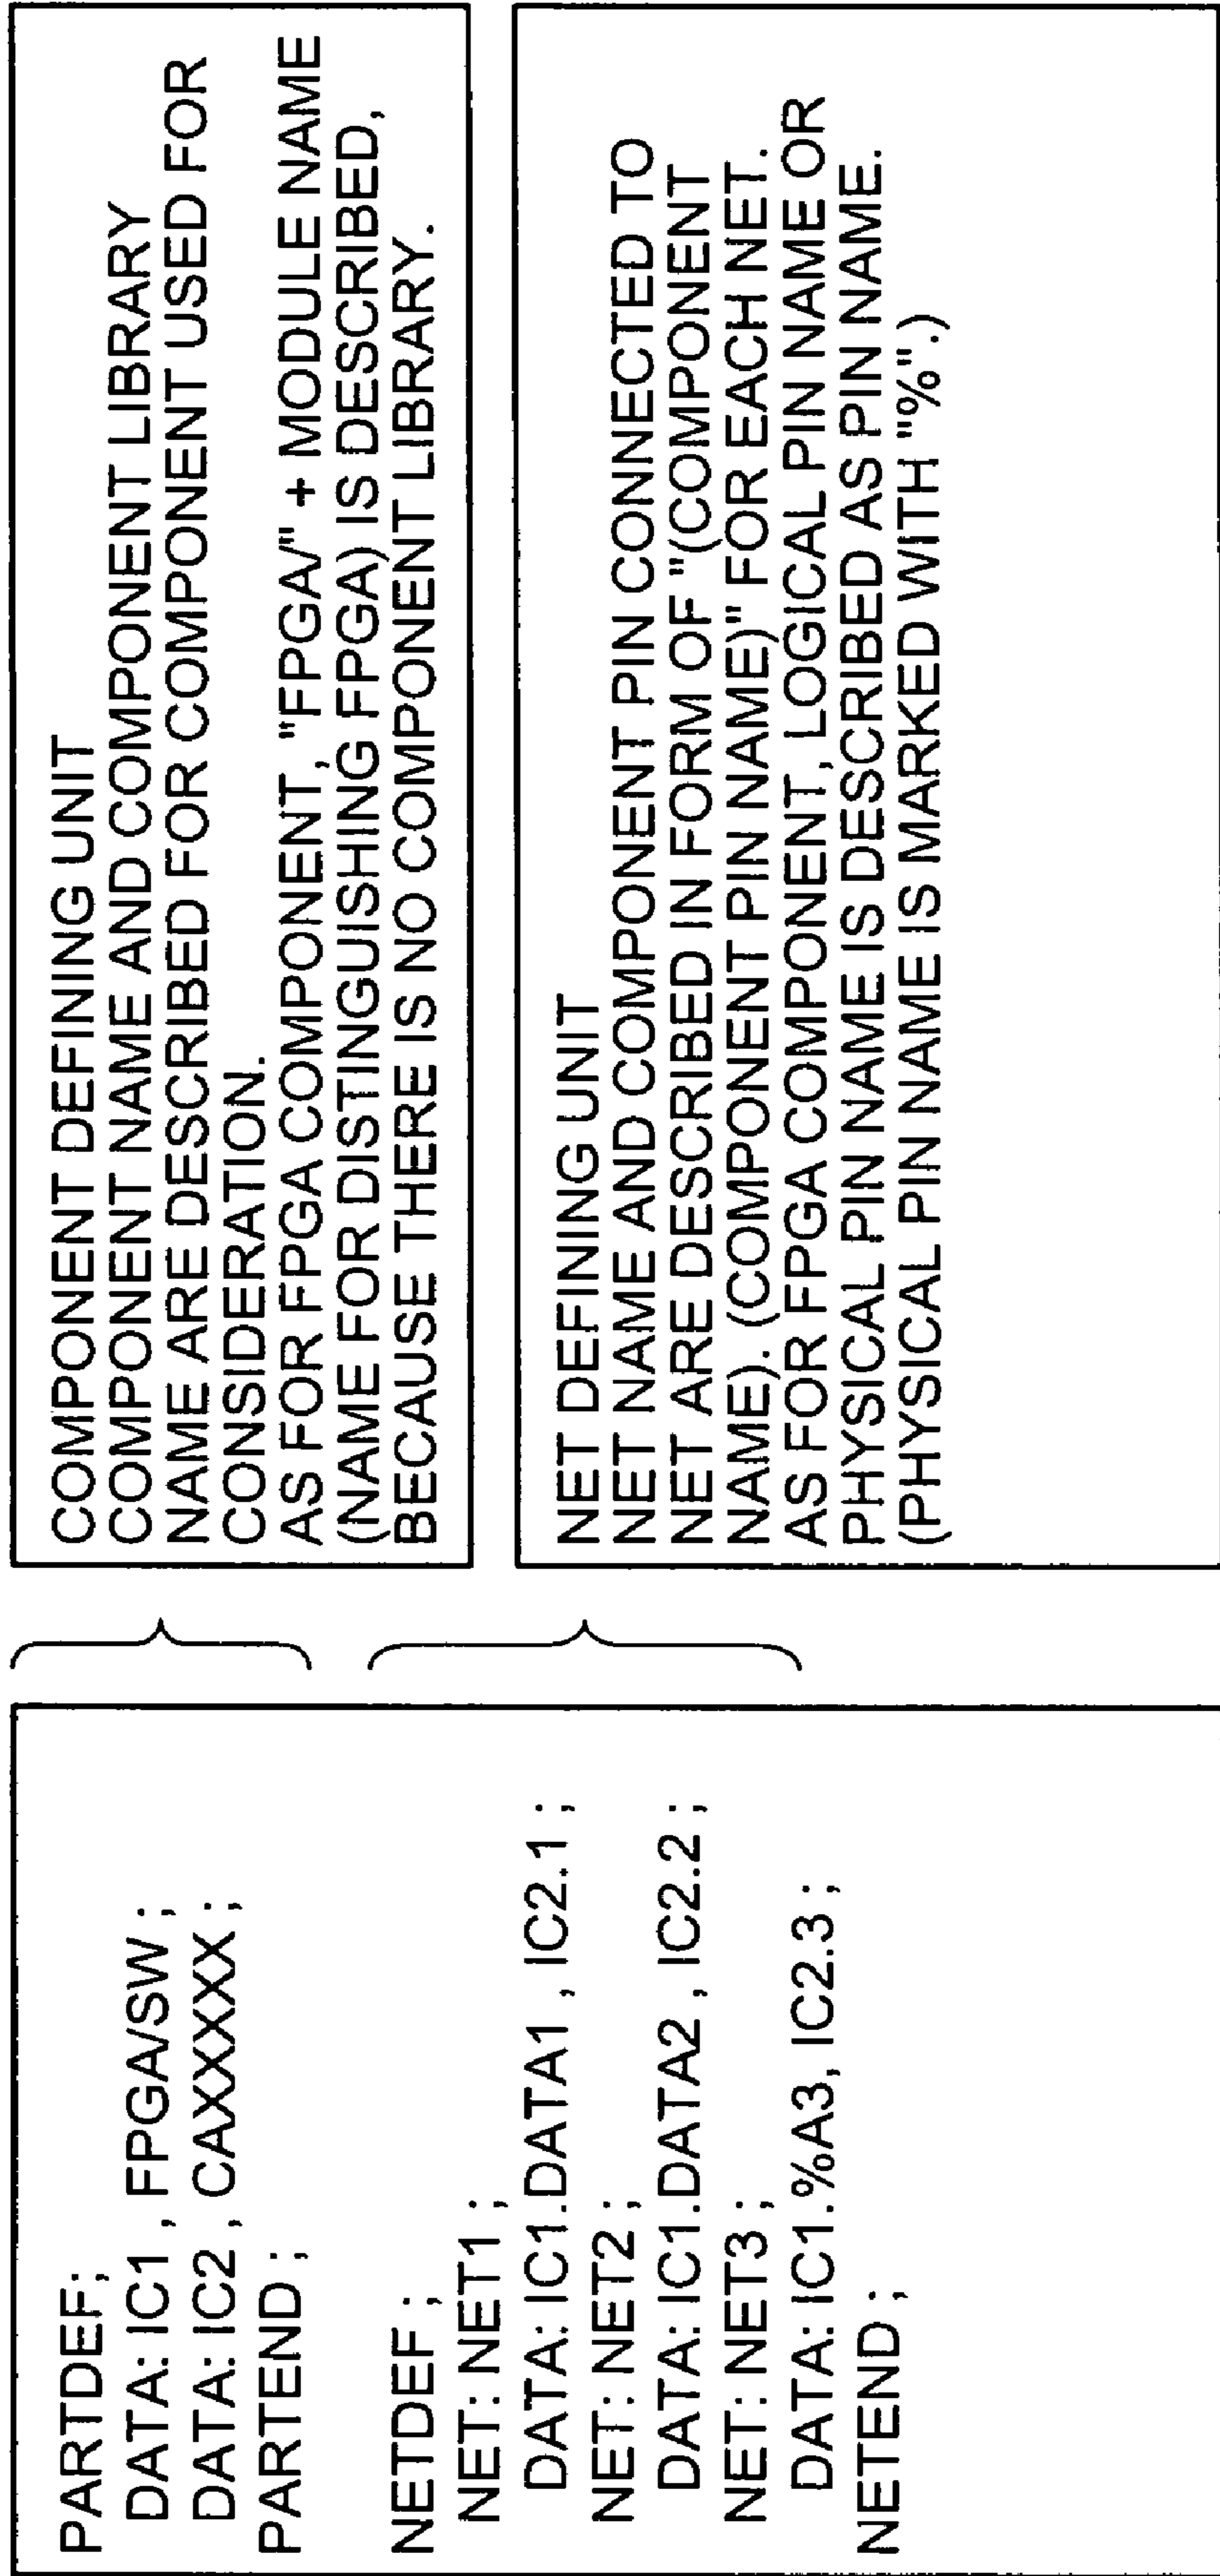 PARTDEF;
DATA: IC1 , FPGA/SW ;
DATA: IC2 , CAXXXXX ;
PARTEND ;
NETDEF ;
NET: NET1 ;
DATA: IC1.DATA1 , IC2.1 ;
NET: NET2 ;
DATA: IC1.DATA2 , IC2.2 ;
NET: NET3 ;
DATA: IC1.%A3, IC2.3 ;
NETEND ;
COMPONENT DEFINING UNIT
COMPONENT NAME AND COMPONENT LIBRARY
NAME ARE DESCRIBED FOR COMPONENT USED FOR
CONSIDERATION.
AS FOR FPGA COMPONENT, "FPGA/" + MODULE NAME
(NAME FOR DISTINGUISHING FPGA) IS DESCRIBED,
BECAUSE THERE IS NO COMPONENT LIBRARY.
NET DEFINING UNIT
NET NAME AND COMPONENT PIN CONNECTED TO
NET ARE DESCRIBED IN FORM OF "(COMPONENT
NAME). (COMPONENT PIN NAME)" FOR EACH NET.
AS FOR FPGA COMPONENT, LOGICAL PIN NAME OR
PHYSICAL PIN NAME IS DESCRIBED AS PIN NAME.
(PHYSICAL PIN NAME IS MARKED WITH "%".)